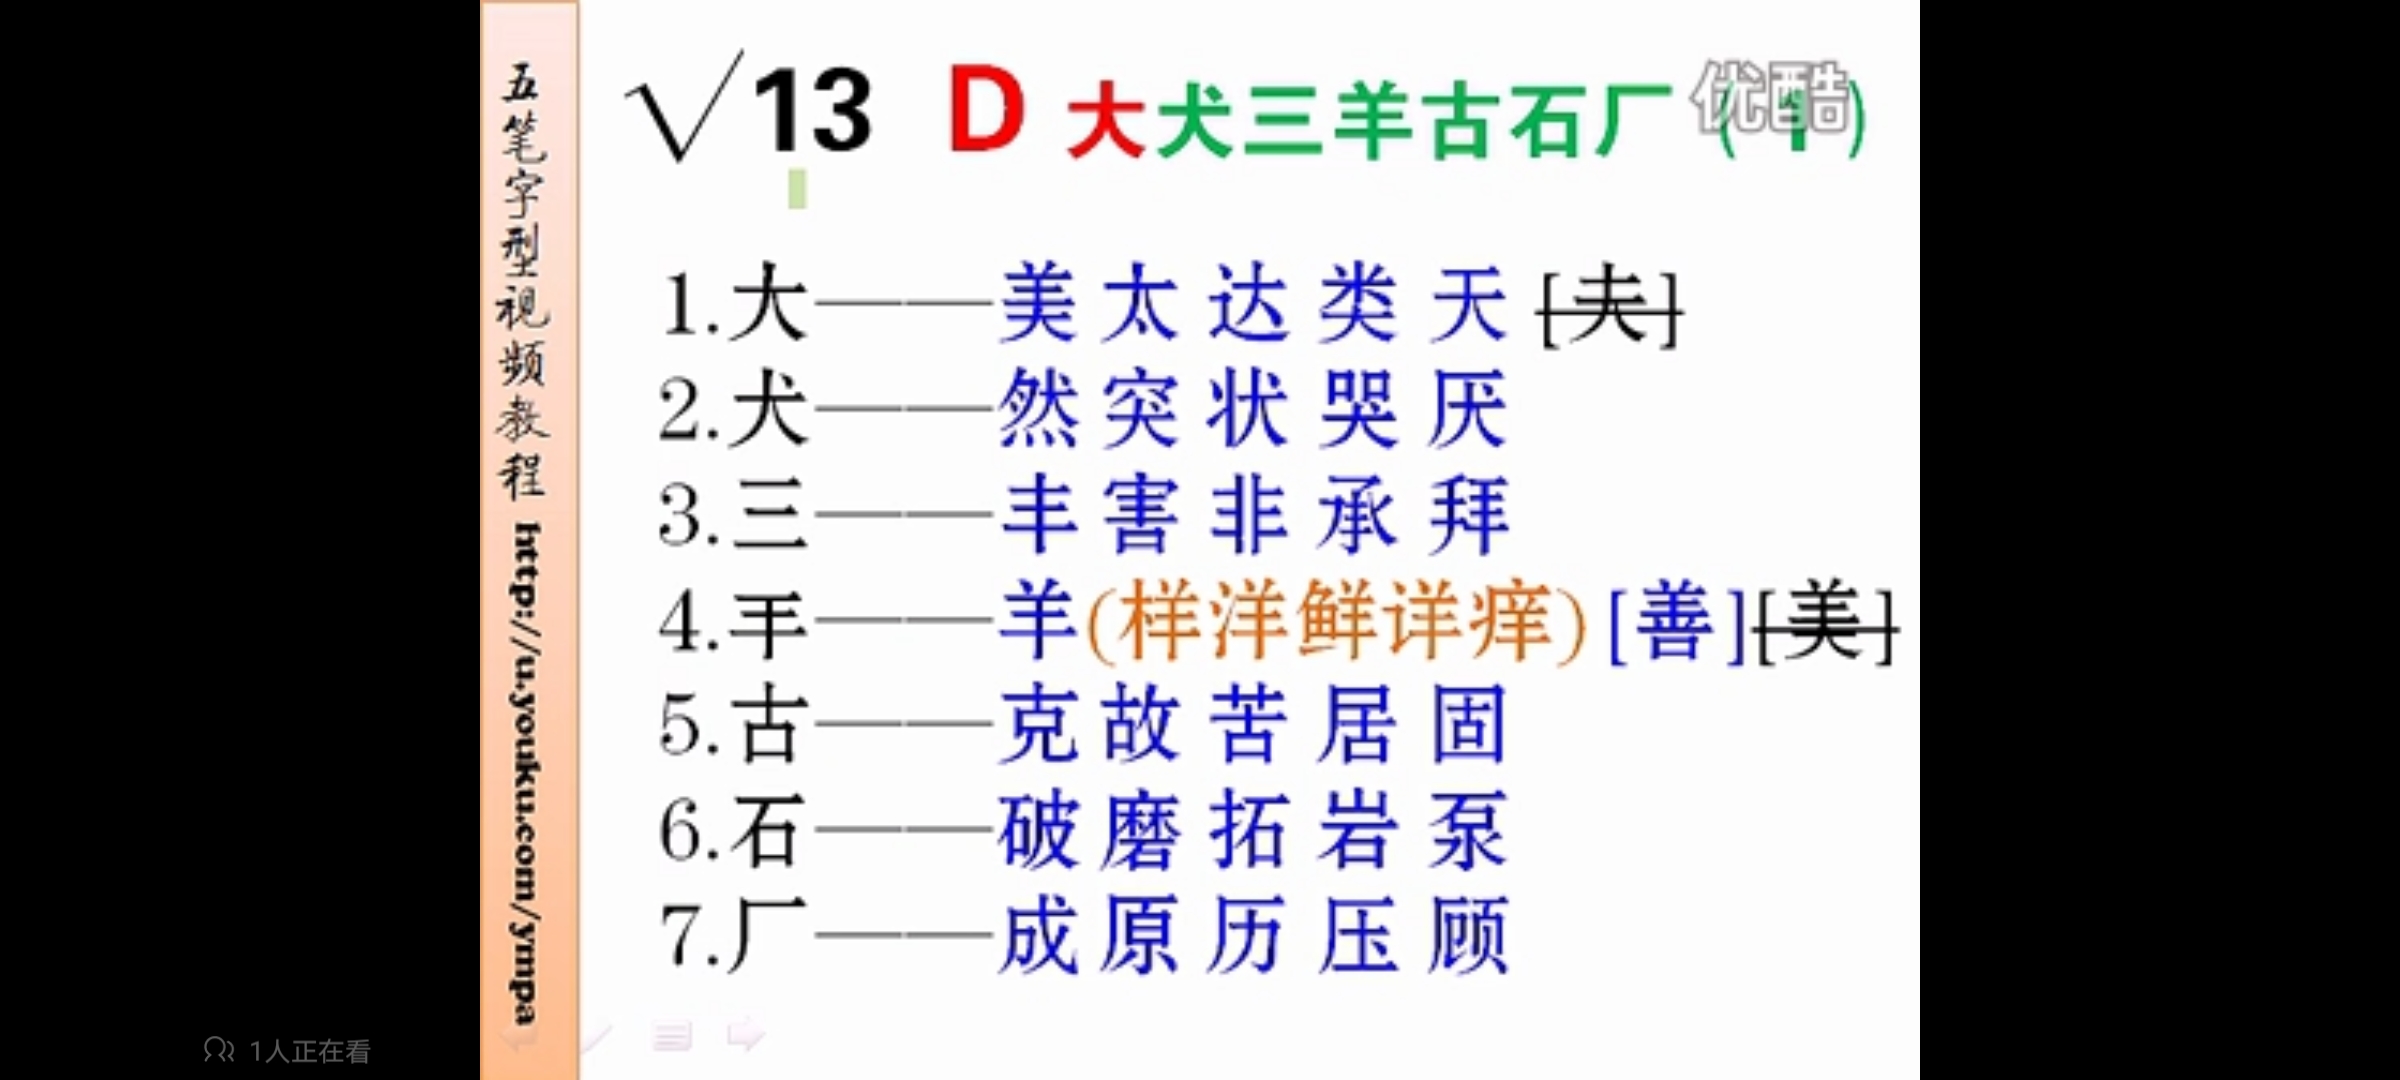 五笔字型视频教程 http://u.youku.com/ympa
√13 D 大犬三羊古石厂
优酷
1.大——美 太 达 类 天 [夫]
2.犬——然 突 状 哭 厌
3.三——丰 害 非 承 拜
4.⺶——羊(样洋鲜详痒)[善][美]
5.古——克 故 苦 居 固
6.石——破 磨 拓 岩 泵
7.厂——成 原 历 压 顾
1人正在看